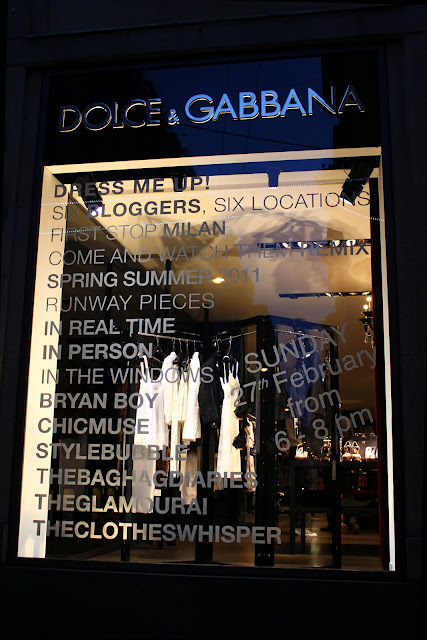 DOLCE & GABBANA
DRESS ME UP!
SIX BLOGGERS, SIX LOCATIONS
FIRST STOP MILAN
COME AND WATCH THEM REMIX
SPRING SUMMER 2011
RUNWAY PIECES
IN REAL TIME
IN PERSON
IN THE WINDOWS
BRYAN BOY
CHICMUSE
STYLEBUBBLE
THEBAGHAGDIARIES
THEGLAMOURAI
THECLOTHESWHISPER
SUNDAY
27th February
from
6 - 8 pm